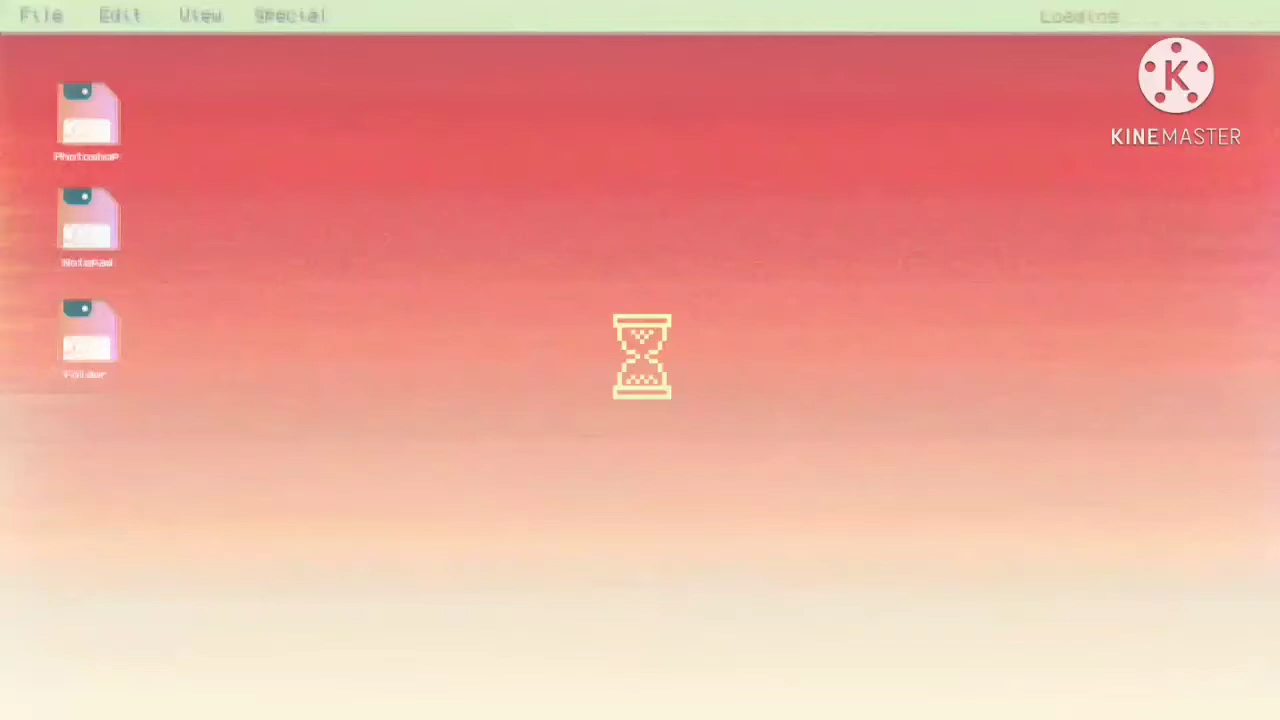 File Edit View Special Loading
K
KINEMASTER
Photoshop
Notepad
Folder